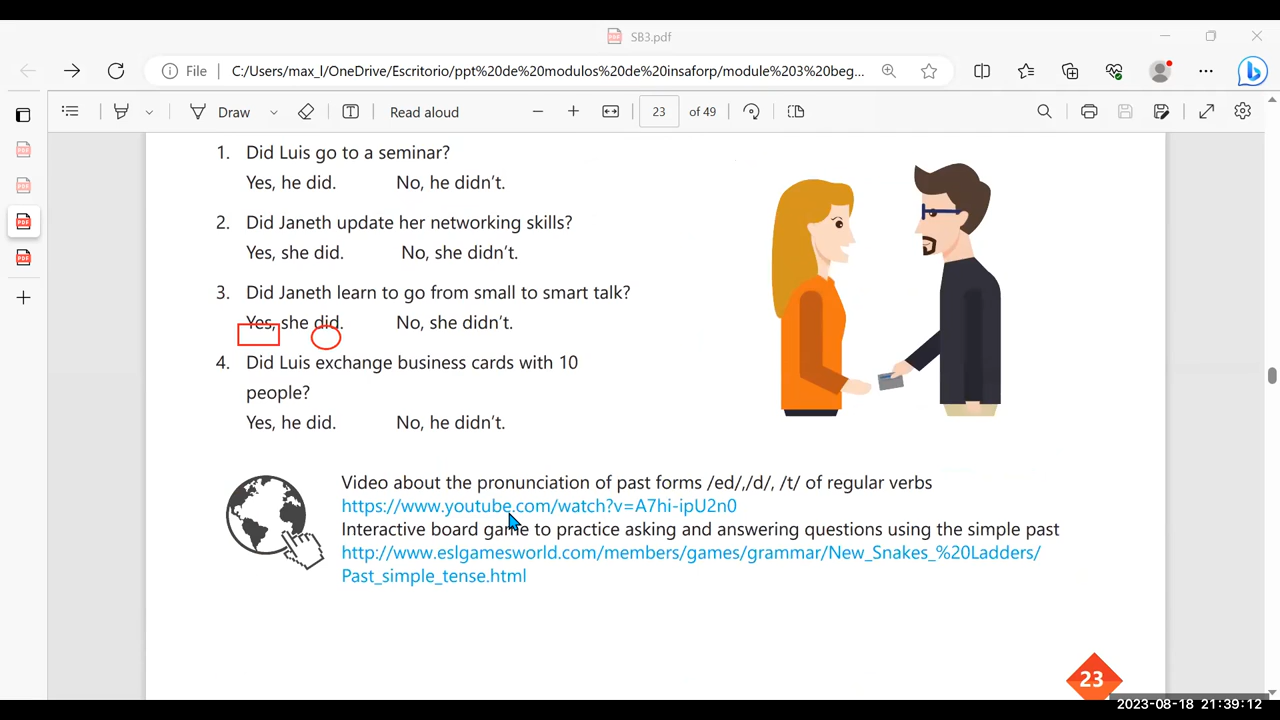 SB3.pdf
File C:/Users/max_l/OneDrive/Escritorio/ppt%20de%20modulos%20de%20insaforp/module%203%20beg...
Draw Read aloud 23 of 49
1. Did Luis go to a seminar?
Yes, he did. No, he didn't.
2. Did Janeth update her networking skills?
Yes, she did. No, she didn't.
3. Did Janeth learn to go from small to smart talk?
Yes, she did. No, she didn't.
4. Did Luis exchange business cards with 10
people?
Yes, he did. No, he didn't.
Video about the pronunciation of past forms /ed/,/d/, /t/ of regular verbs
https://www.youtube.com/watch?v=A7hi-ipU2n0
Interactive board game to practice asking and answering questions using the simple past
http://www.eslgamesworld.com/members/games/grammar/New_Snakes_%20Ladders/
Past_simple_tense.html
23
2023-08-18 21:39:12